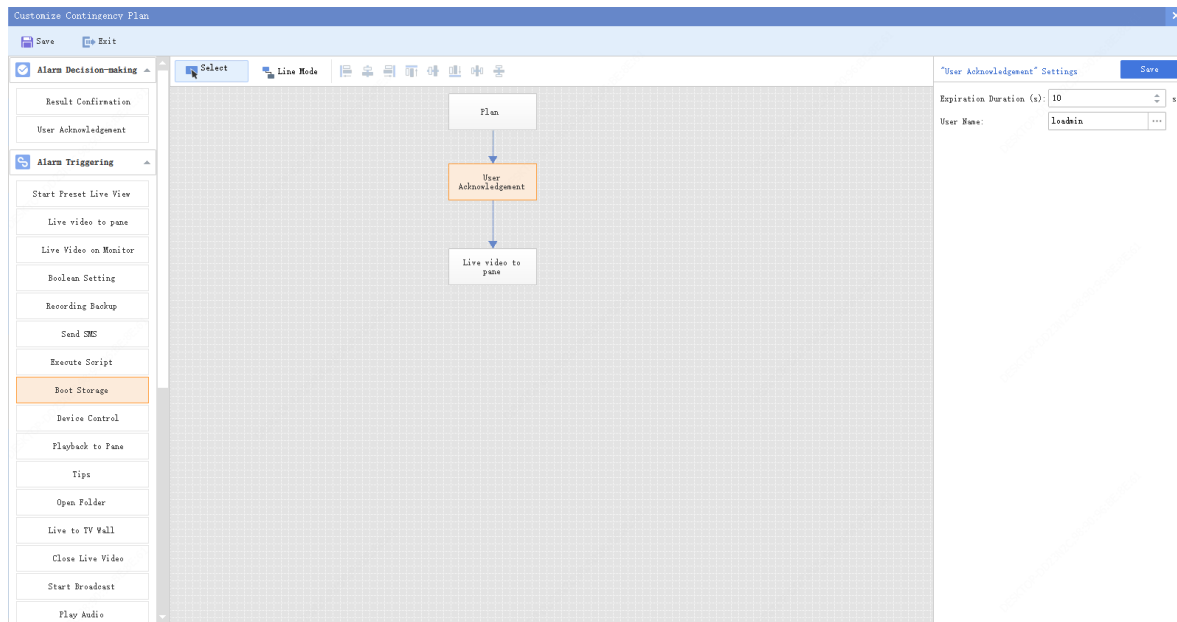 Customize Contingency Plan
Save Exit
Alarm Decision-making
Result Confirmation
User Acknowledgement
Alarm Triggering
Start Preset Live View
Live video to pane
Live Video on Monitor
Boolean Setting
Recording Backup
Send SMS
Execute Script
Boot Storage
Device Control
Playback to Pane
Tips
Open Folder
Live to TV Wall
Close Live Video
Start Broadcast
Play Audio
Select Line Mode
Plan
User
Acknowledgement
Live video to
pane
"User Acknowledgement" Settings Save
Expiration Duration (s): 10 s
User Name: loadmin ...